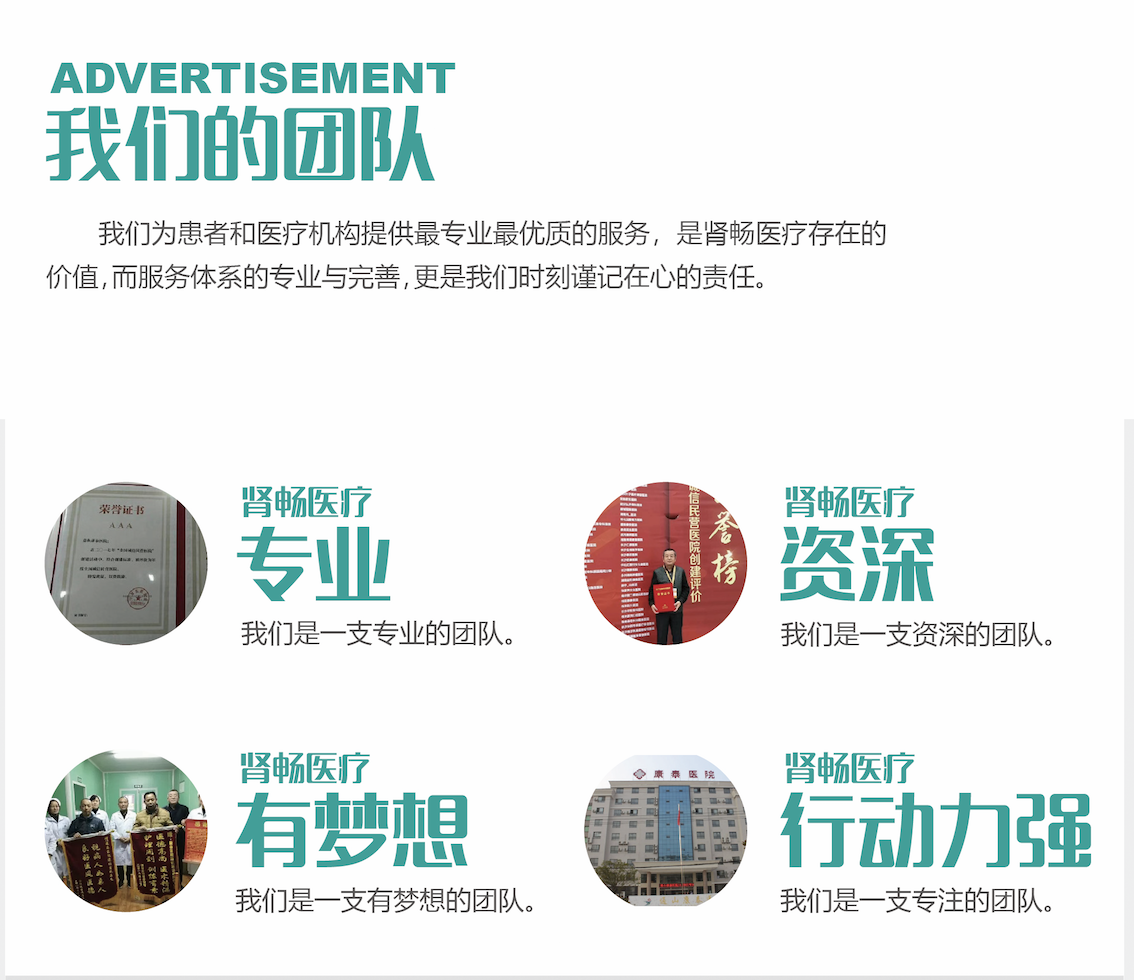 ADVERTISEMENT
我们的团队
我们为患者和医疗机构提供最专业最优质的服务，是肾畅医疗存在的
价值，而服务体系的专业与完善，更是我们时刻谨记在心的责任。
荣誉证书
AAA
肾畅医疗
专业
我们是一支专业的团队。
诚信民营医院创建评价
誉榜
肾畅医疗
资深
我们是一支资深的团队。
肾畅医疗
有梦想
我们是一支有梦想的团队。
康泰医院
肾畅医疗
行动力强
我们是一支专注的团队。